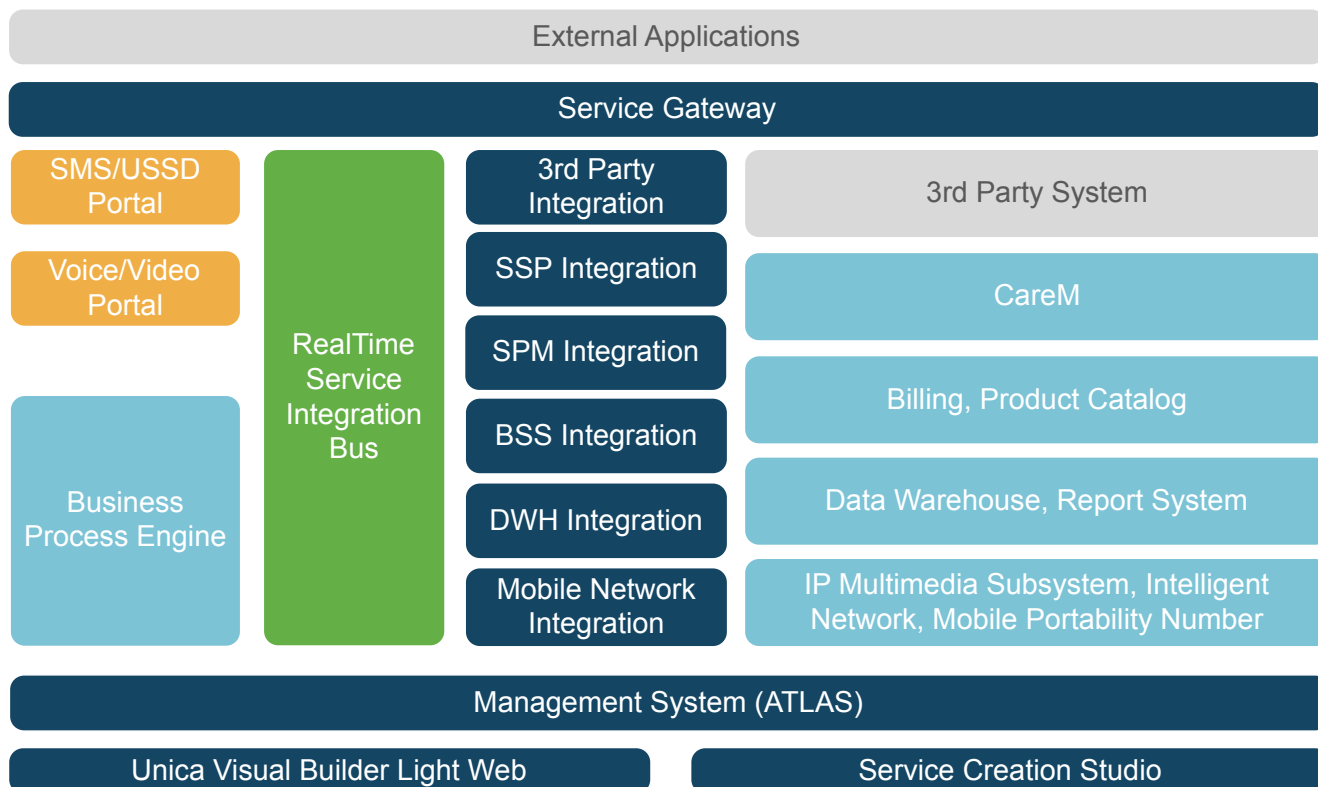 External Applications
Service Gateway
SMS/USSD
Portal
Voice/Video
Portal
Business
Process Engine
RealTime
Service
Integration
Bus
3rd Party
Integration
SSP Integration
SPM Integration
BSS Integration
DWH Integration
Mobile Network
Integration
3rd Party System
CareM
Billing, Product Catalog
Data Warehouse, Report System
IP Multimedia Subsystem, Intelligent
Network, Mobile Portability Number
Management System (ATLAS)
Unica Visual Builder Light Web
Service Creation Studio